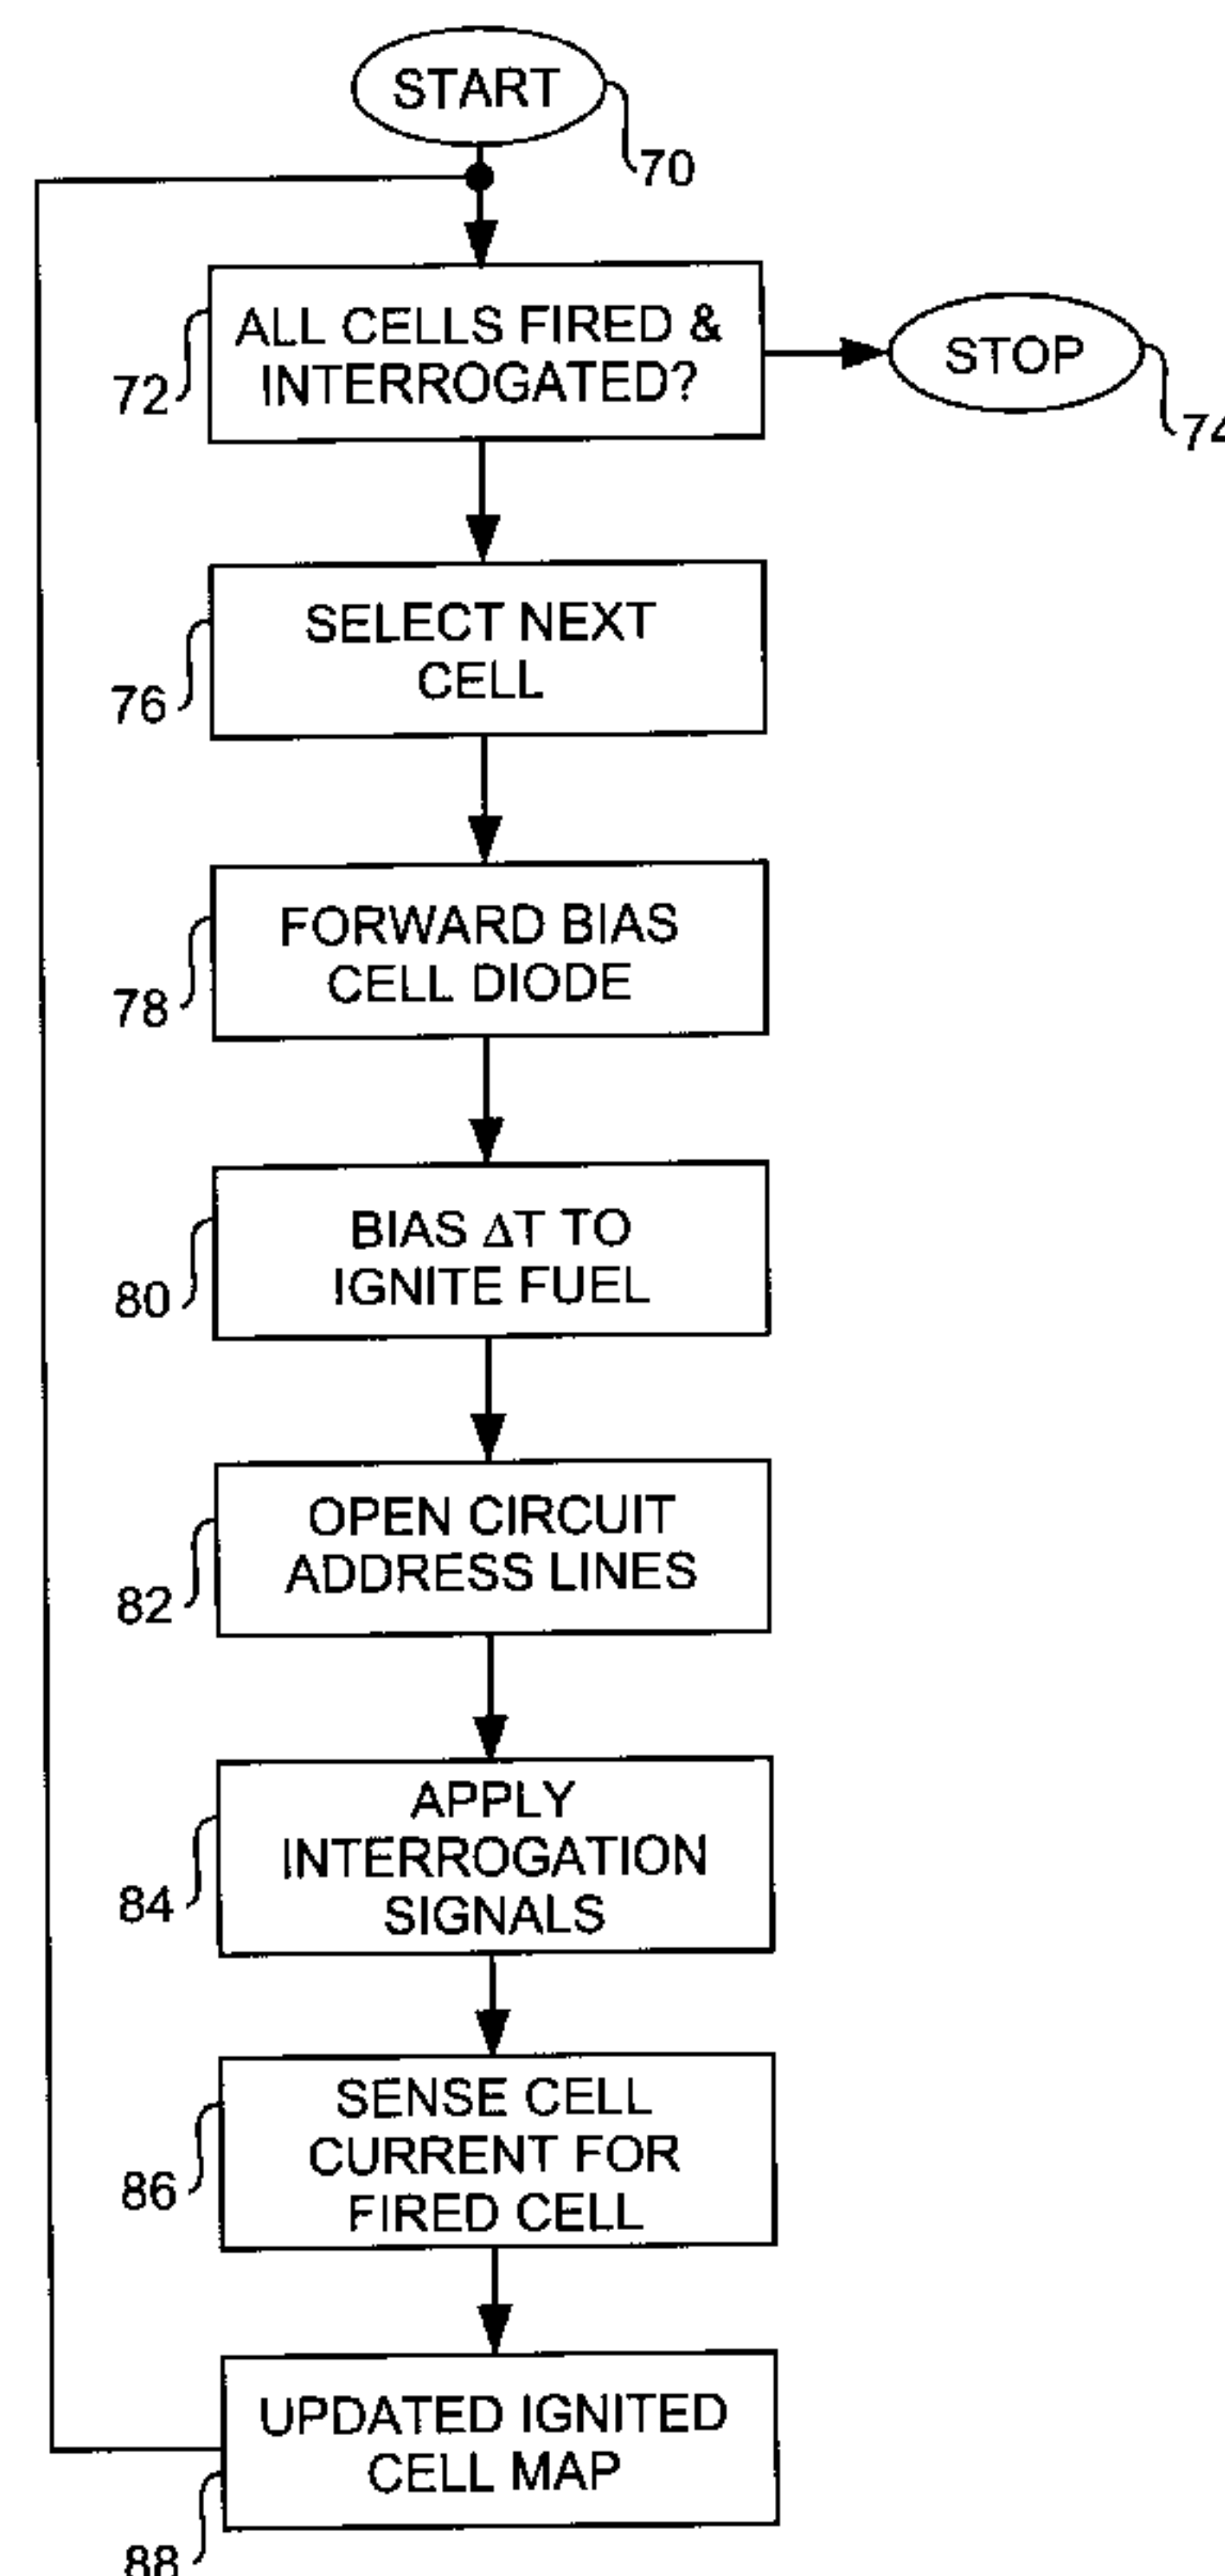 START
70
ALL CELLS FIRED &
INTERROGATED?
72
STOP
74
SELECT NEXT
CELL
76
FORWARD BIAS
CELL DIODE
78
BIAS ΔT TO
IGNITE FUEL
80
OPEN CIRCUIT
ADDRESS LINES
82
APPLY
INTERROGATION
SIGNALS
84
SENSE CELL
CURRENT FOR
FIRED CELL
86
UPDATED IGNITED
CELL MAP
88